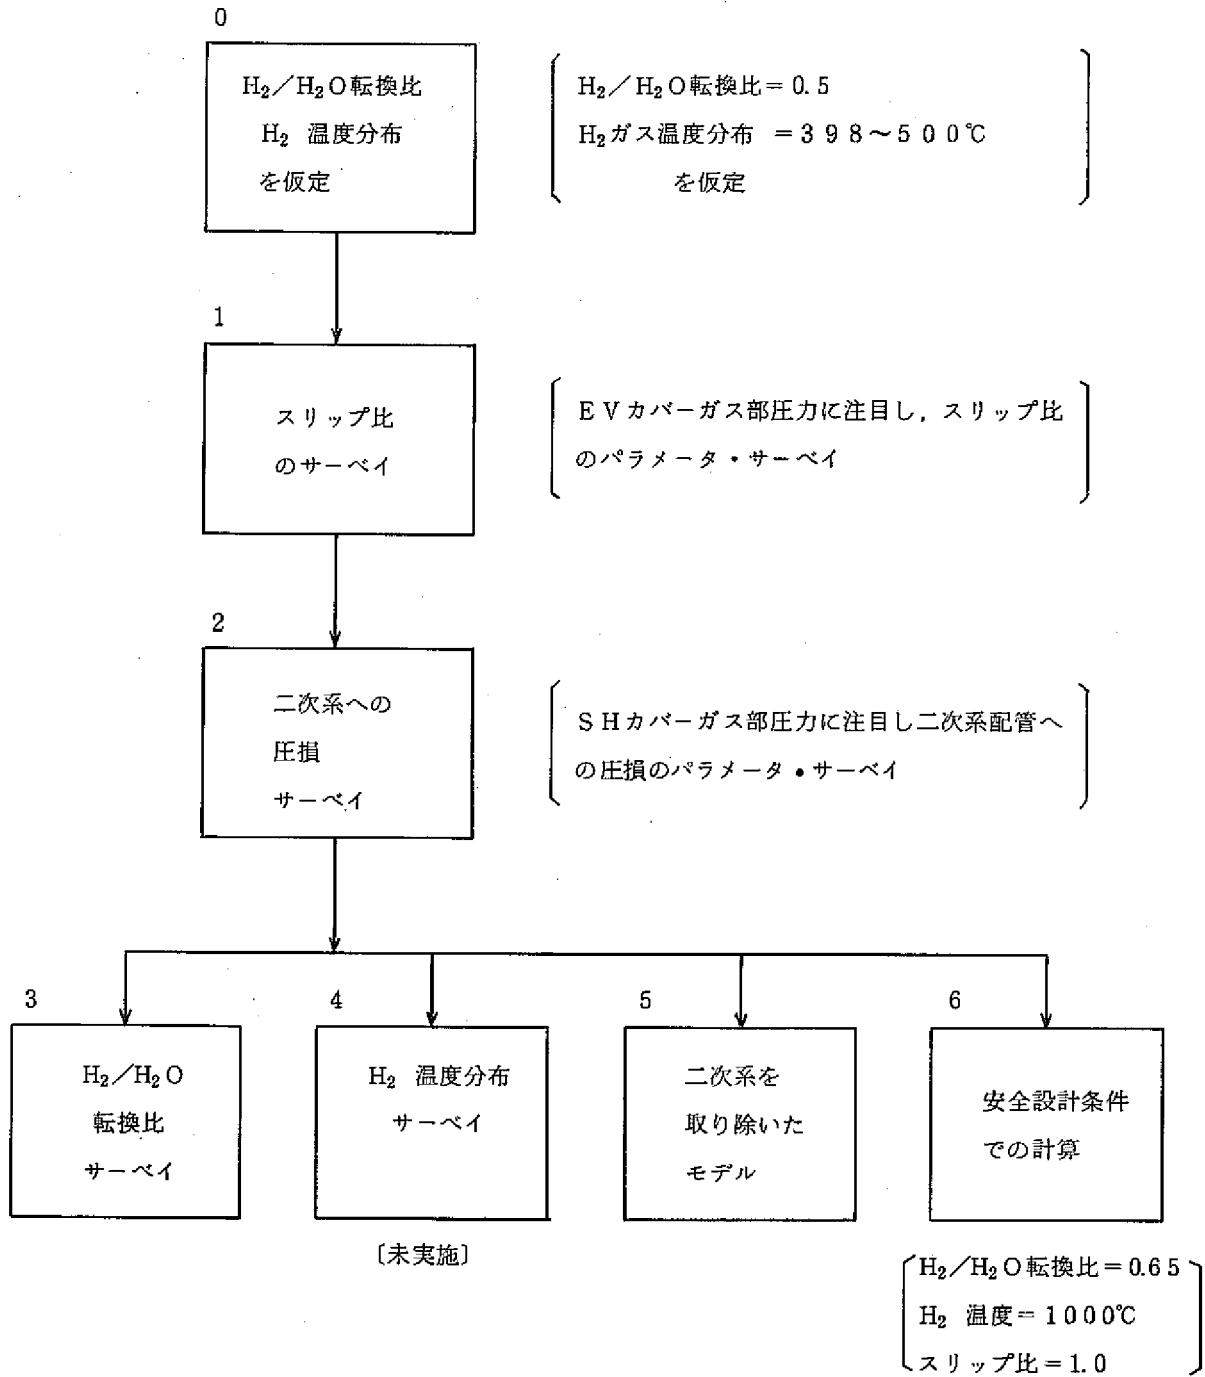 0
H₂/H₂O転換比
H₂ 温度分布
を仮定
H₂/H₂O転換比=0.5
H₂ガス温度分布 =398~500℃
を仮定
1
スリップ比
のサーベイ
EVカバーガス部圧力に注目し,スリップ比
のパラメータ・サーベイ
2
二次系への
圧損
サーベイ
SHカバーガス部圧力に注目し二次系配管へ
の圧損のパラメータ・サーベイ
3
H₂/H₂O
転換比
サーベイ
4
H₂ 温度分布
サーベイ
〔未実施〕
5
二次系を
取り除いた
モデル
6
安全設計条件
での計算
H₂/H₂O転換比=0.65
H₂ 温度=1000℃
スリップ比=1.0